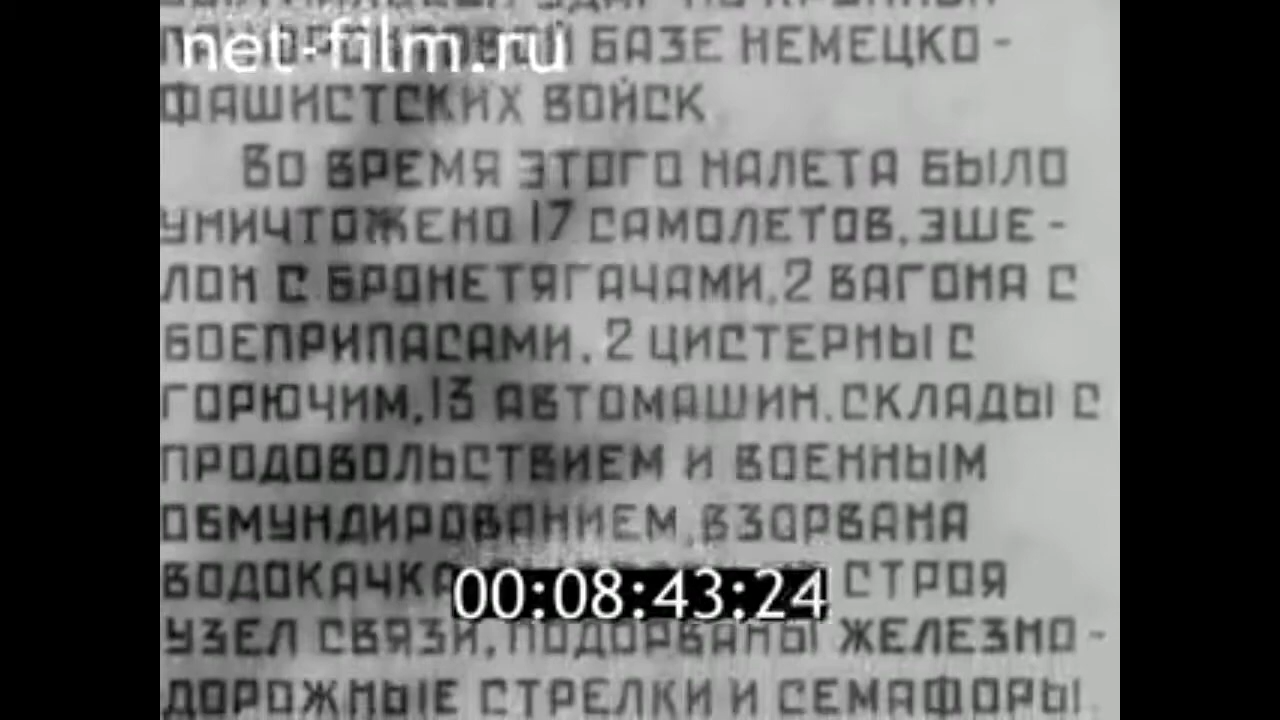 net-film.ru
БАЗЕ НЕМЕЦКО-
ФАШИСТСКИХ ВОЙСК.
ВО ВРЕМЯ ЭТОГО НАЛЕТА БЫЛО
УНИЧТОЖЕНО 17 САМОЛЕТОВ, ЭШЕ-
ЛОН С БРОНЕТЯГАЧАМИ, 2 ВАГОНА С
БОЕПРИПАСАМИ, 2 ЦИСТЕРНЫ С
ГОРЮЧИМ, 13 АВТОМАШИН, СКЛАДЫ С
ПРОДОВОЛЬСТВИЕМ И ВОЕННЫМ
ОБМУНДИРОВАНИЕМ, ВЗОРВАНА
ВОДОКАЧКА СТРОЯ
00:08:43:24
УЗЕЛ СВЯЗИ, ПОДОРВАНЫ ЖЕЛЕЗНО-
ДОРОЖНЫЕ СТРЕЛКИ И СЕМАФОРЫ.